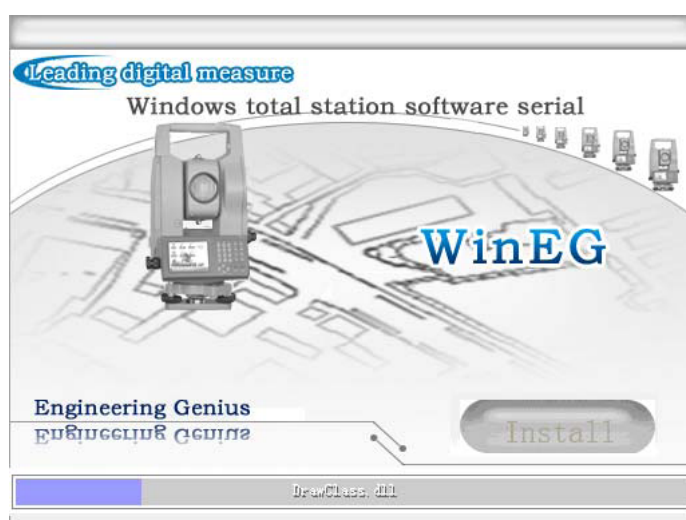 Leading digital measure
Windows total station software serial
WinEG
Engineering Genius
Engineering Genius
Install
DrawClass.dll